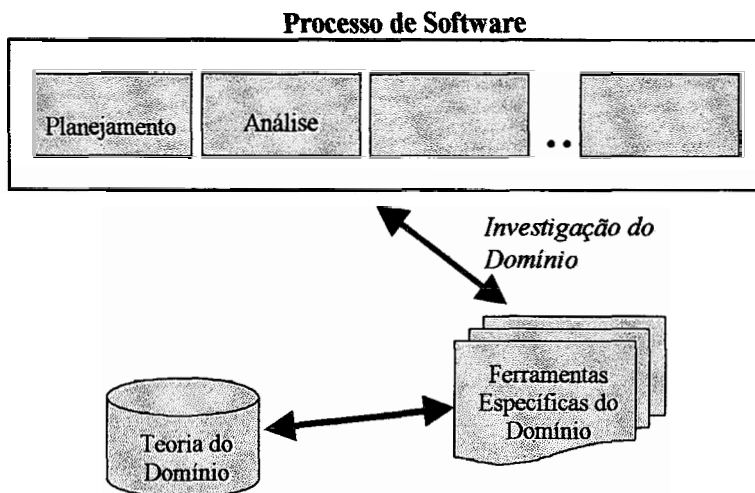 Processo de Software
Planejamento
Análise
..
Investigação do
Domínio
Ferramentas
Específicas do
Domínio
Teoria do
Domínio